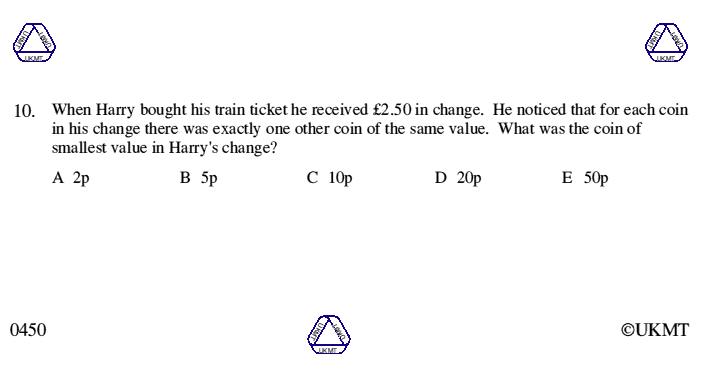 10. When Harry bought his train ticket he received £2.50 in change. He noticed that for each coin
in his change there was exactly one other coin of the same value. What was the coin of
smallest value in Harry's change?
A 2p B 5p C 10p D 20p E 50p
0450 ©UKMT
UKMT UKMT UKMT
UKMT UKMT UKMT
UKMT UKMT UKMT